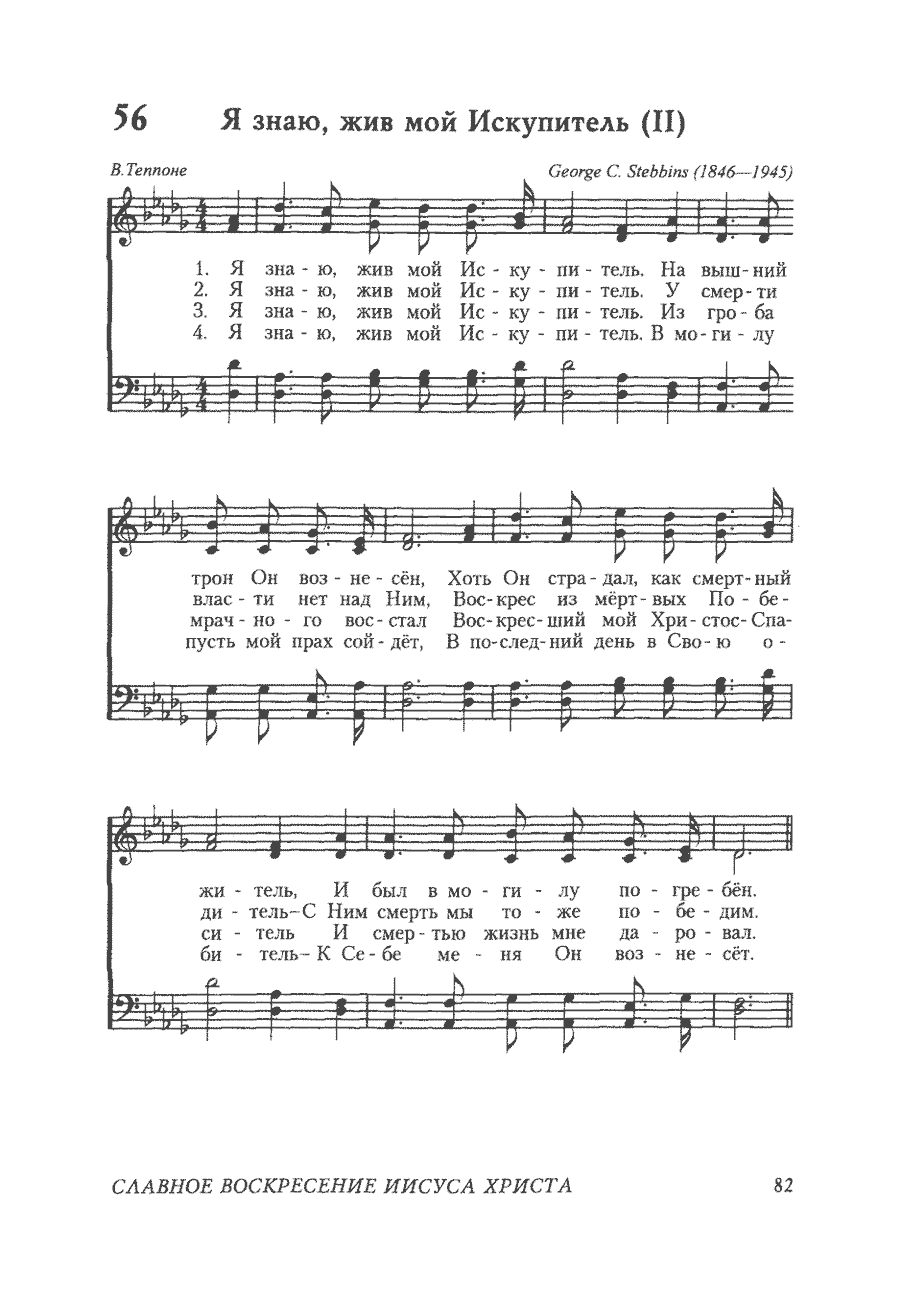 56 Я знаю, жив мой Искупитель (II)
В.Теппоне George C. Stebbins (1846—1945)
1. Я зна - ю, жив мой Ис - ку - пи - тель. На выш-ний
2. Я зна - ю, жив мой Ис - ку - пи - тель. У смер-ти
3. Я зна - ю, жив мой Ис - ку - пи - тель. Из гро - ба
4. Я зна - ю, жив мой Ис - ку - пи - тель. В мо-ги - лу
трон Он воз - не - сён, Хоть Он стра-дал, как смерт-ный
влас - ти нет над Ним, Вос-крес из мёрт-вых По - бе -
мрач - но - го вос-стал Вос-крес-ший мой Хри-стос-Спа-
пусть мой прах сой-дёт, В по-след-ний день в Сво-ю о -
жи - тель, И был в мо - ги - лу по - гре - бён.
ди - тель–С Ним смерть мы то - же по - бе - дим.
си - тель И смер-тью жизнь мне да - ро - вал.
би - тель–К Се-бе ме - ня Он воз - не - сёт.
СЛАВНОЕ ВОСКРЕСЕНИЕ ИИСУСА ХРИСТА 82